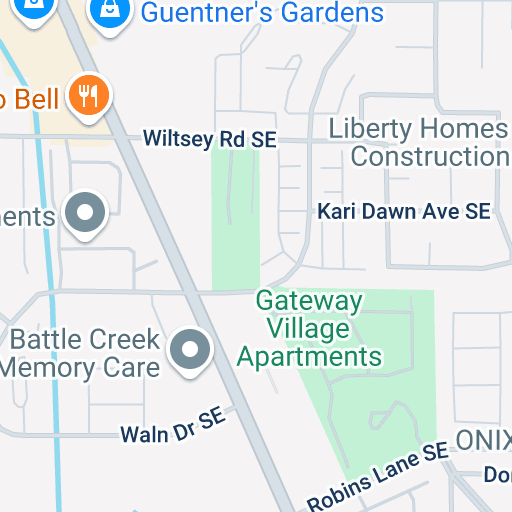 Guentner's Gardens
Bell
Wiltsey Rd SE
Liberty Homes
Construction
Kari Dawn Ave SE
Gateway
Village
Apartments
Battle Creek
Memory Care
Waln Dr SE
ONIX
Robins Lane SE